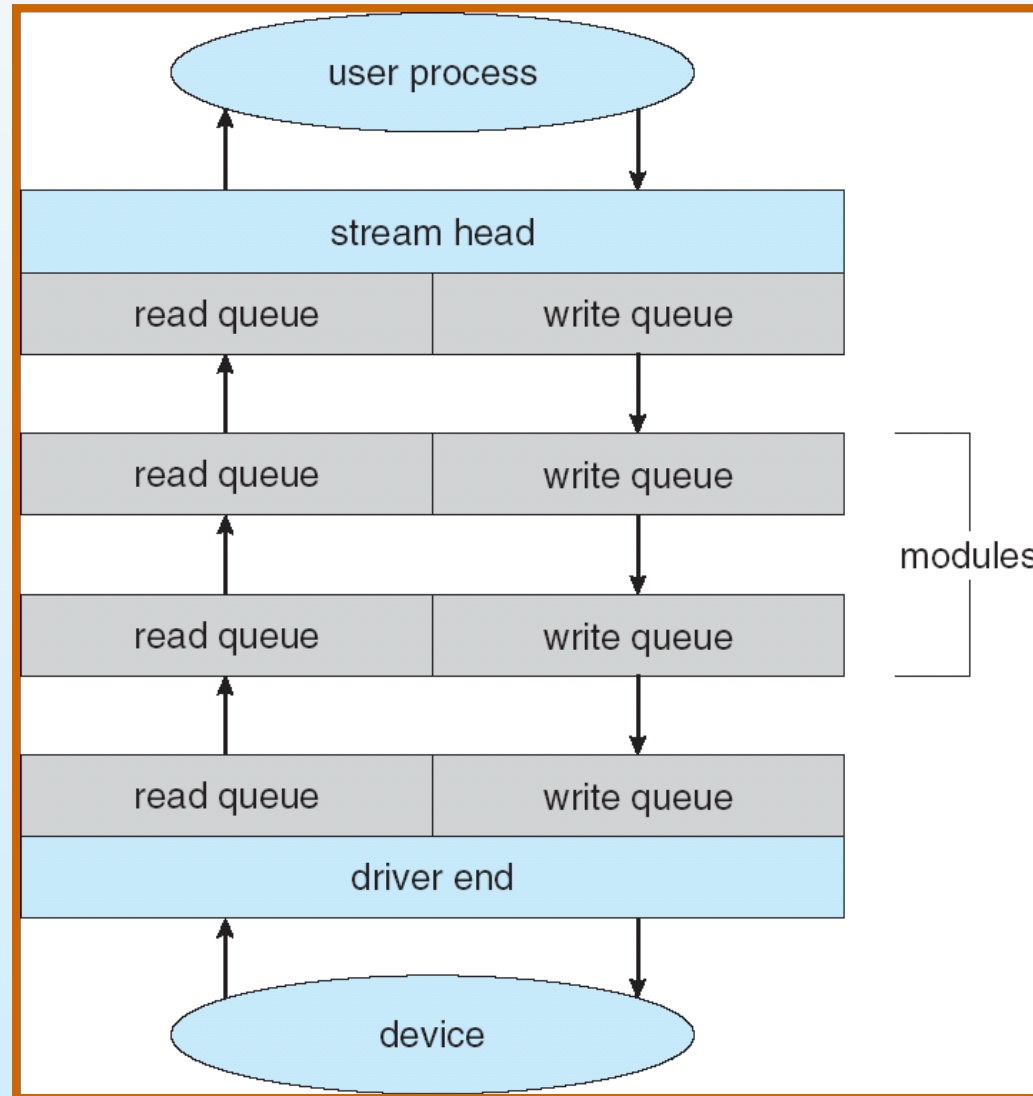 user process
stream head
read queue write queue
read queue write queue
modules
read queue write queue
read queue write queue
driver end
device